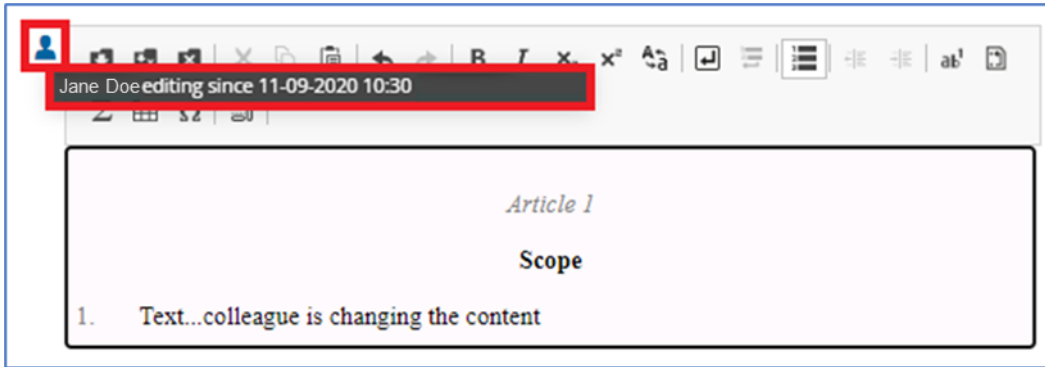 B I x₂ x² ab¹
Jane Doe editing since 11-09-2020 10:30
Σ Ω
Article 1
Scope
1. Text...colleague is changing the content